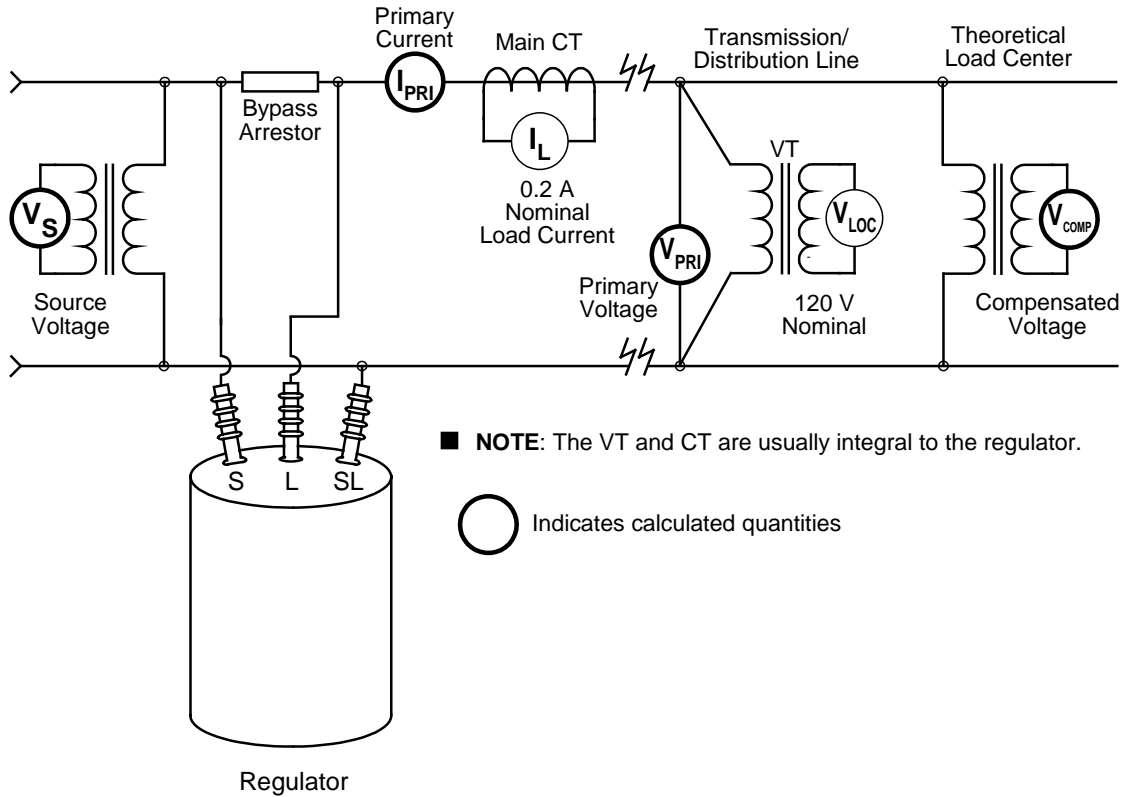 Primary
Current
Main CT
Transmission/
Distribution Line
Theoretical
Load Center
I PRI
Bypass
Arrestor
I L
VT
0.2 A
Nominal
Load Current
V S
V PRI
V LOC
V COMP
Source
Voltage
Primary
Voltage
120 V
Nominal
Compensated
Voltage
■ NOTE: The VT and CT are usually integral to the regulator.
S L SL
Indicates calculated quantities
Regulator